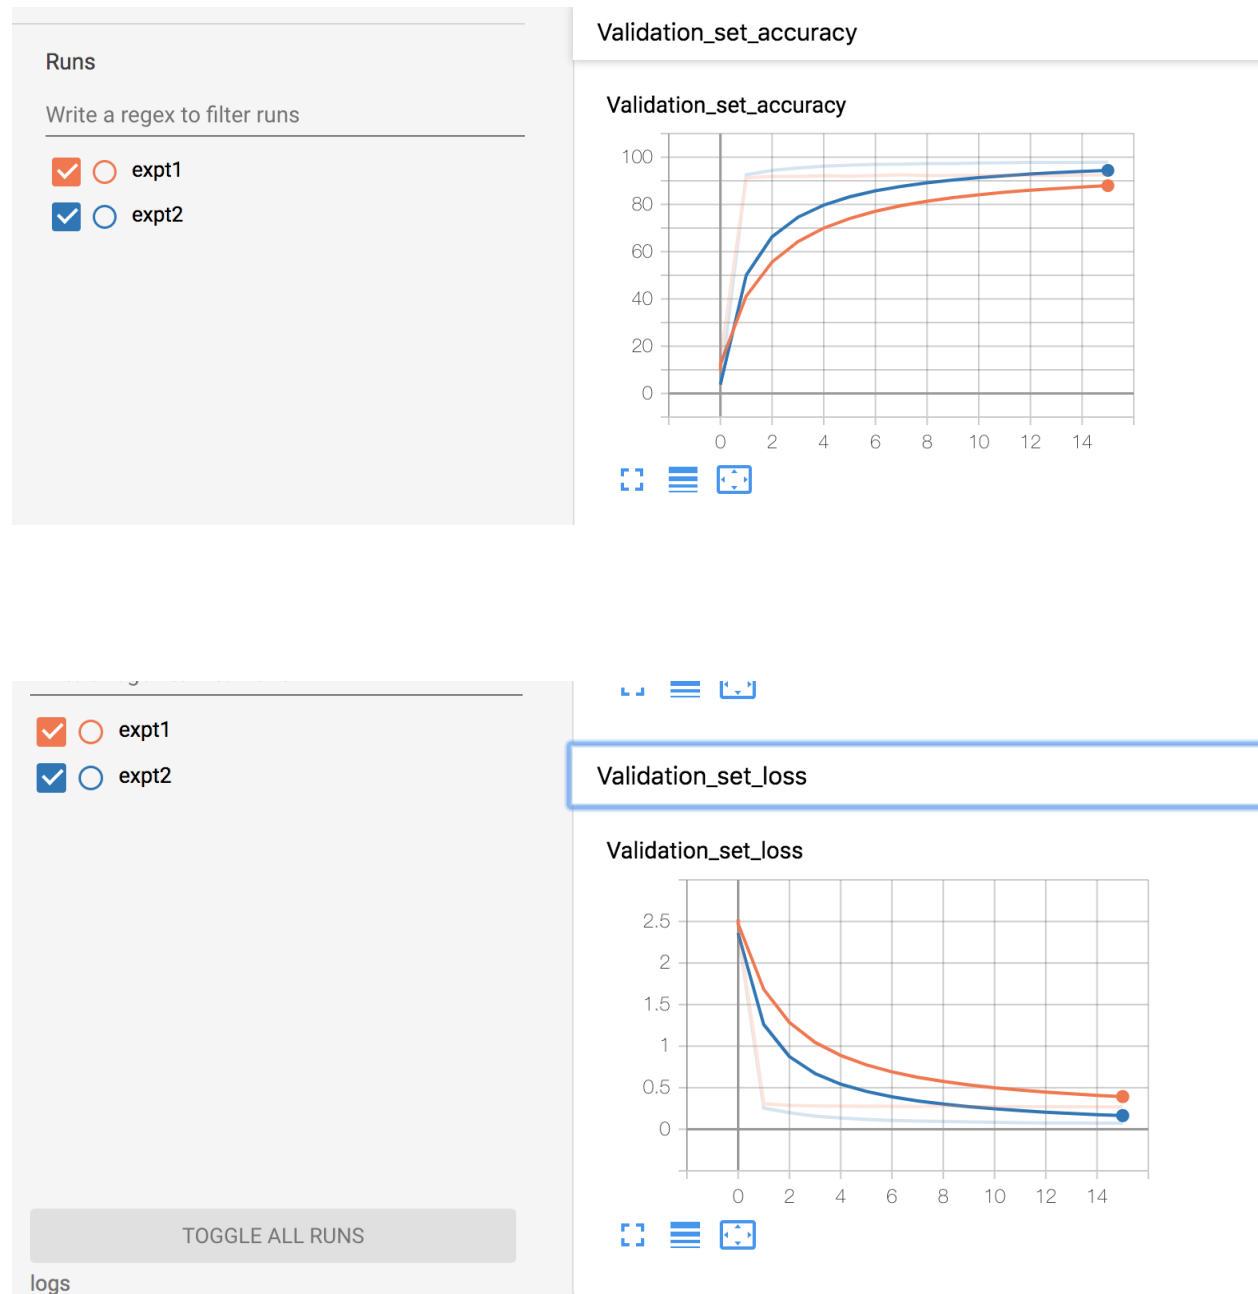 Validation_set_accuracy
Runs
Write a regex to filter runs
expt1
expt2
Validation_set_accuracy
100
80
60
40
20
0
0 2 4 6 8 10 12 14
expt1
expt2
Validation_set_loss
Validation_set_loss
2.5
2
1.5
1
0.5
0
0 2 4 6 8 10 12 14
TOGGLE ALL RUNS
logs